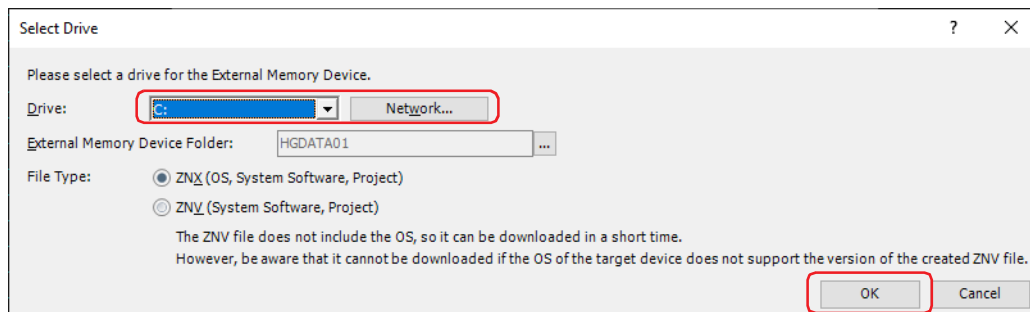 Select Drive
Please select a drive for the External Memory Device.
Drive: C: Network...
External Memory Device Folder: HGDATA01 ...
File Type: ZNX (OS, System Software, Project)
ZNV (System Software, Project)
The ZNV file does not include the OS, so it can be downloaded in a short time.
However, be aware that it cannot be downloaded if the OS of the target device does not support the version of the created ZNV file.
OK Cancel